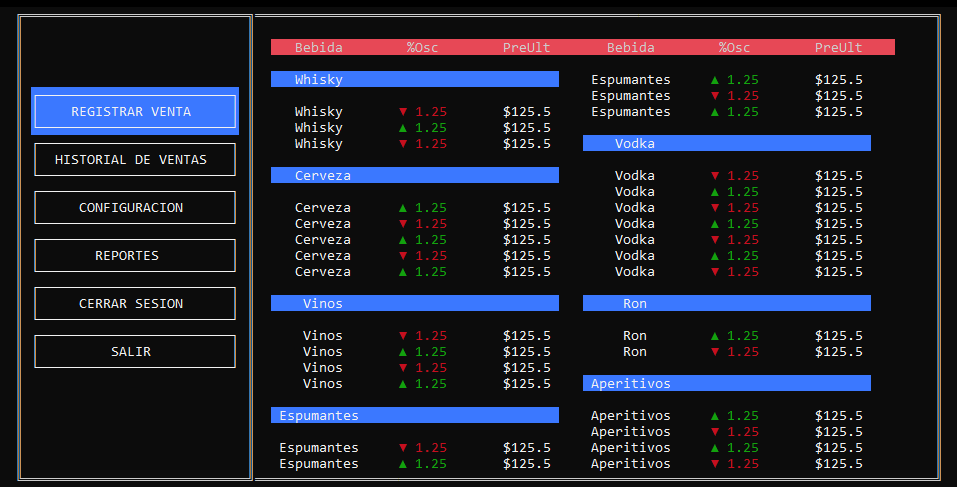 REGISTRAR VENTA
HISTORIAL DE VENTAS
CONFIGURACION
REPORTES
CERRAR SESION
SALIR
Bebida %Osc PreUlt
Whisky
Whisky ▼ 1.25 $125.5
Whisky ▲ 1.25 $125.5
Whisky ▼ 1.25 $125.5
Cerveza
Cerveza ▲ 1.25 $125.5
Cerveza ▼ 1.25 $125.5
Cerveza ▲ 1.25 $125.5
Cerveza ▼ 1.25 $125.5
Cerveza ▲ 1.25 $125.5
Vinos
Vinos ▼ 1.25 $125.5
Vinos ▲ 1.25 $125.5
Vinos ▼ 1.25 $125.5
Vinos ▲ 1.25 $125.5
Espumantes
Espumantes ▼ 1.25 $125.5
Espumantes ▲ 1.25 $125.5
Bebida %Osc PreUlt
Espumantes ▲ 1.25 $125.5
Espumantes ▼ 1.25 $125.5
Espumantes ▲ 1.25 $125.5
Vodka
Vodka ▼ 1.25 $125.5
Vodka ▲ 1.25 $125.5
Vodka ▼ 1.25 $125.5
Vodka ▲ 1.25 $125.5
Vodka ▼ 1.25 $125.5
Vodka ▲ 1.25 $125.5
Vodka ▼ 1.25 $125.5
Ron
Ron ▲ 1.25 $125.5
Ron ▼ 1.25 $125.5
Aperitivos
Aperitivos ▲ 1.25 $125.5
Aperitivos ▼ 1.25 $125.5
Aperitivos ▲ 1.25 $125.5
Aperitivos ▼ 1.25 $125.5